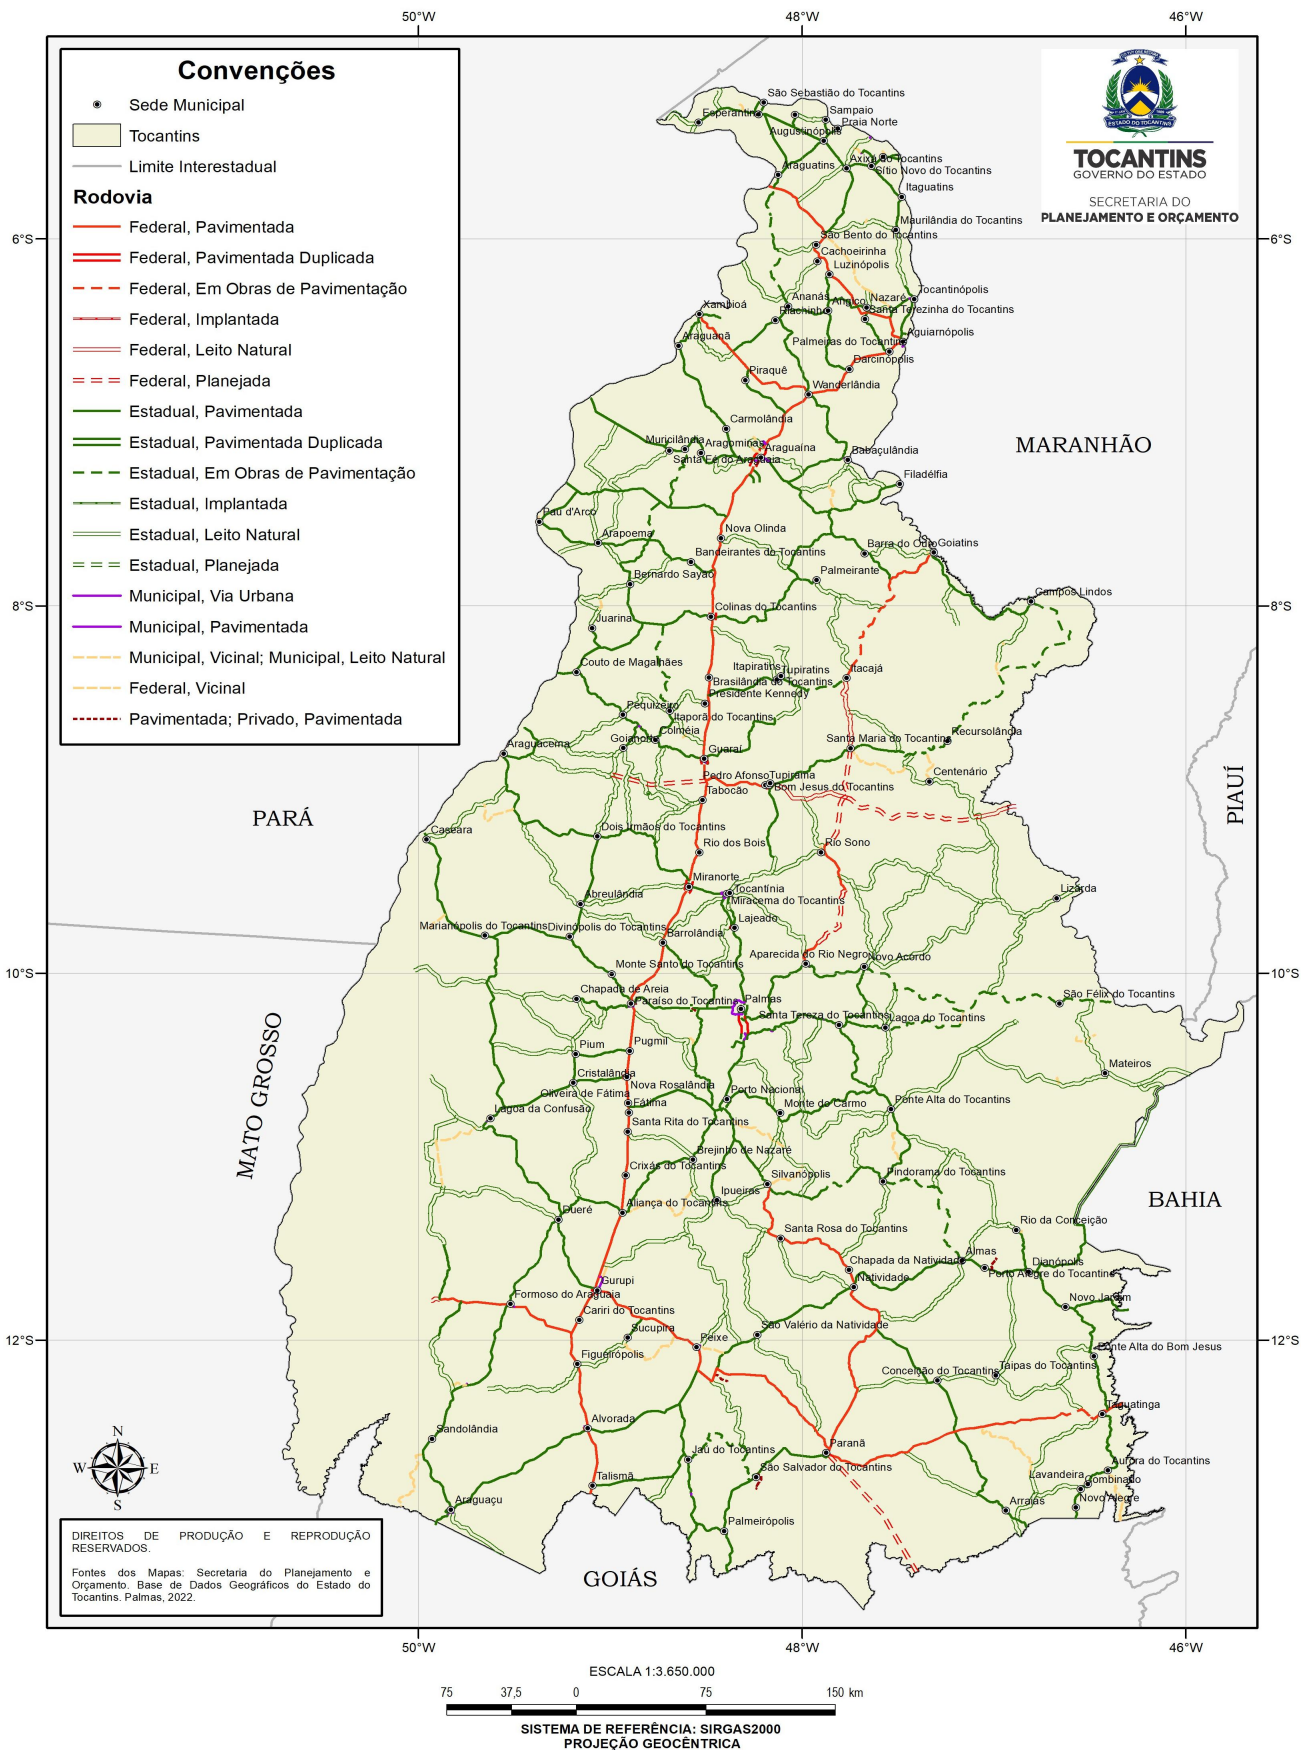 50°W
48°W
46°W
Convenções
Sede Municipal
Tocantins
Limite Interestadual
Rodovia
Federal, Pavimentada
Federal, Pavimentada Duplicada
Federal, Em Obras de Pavimentação
Federal, Implantada
Federal, Leito Natural
Federal, Planejada
Estadual, Pavimentada
Estadual, Pavimentada Duplicada
Estadual, Em Obras de Pavimentação
Estadual, Implantada
Estadual, Leito Natural
Estadual, Planejada
Municipal, Via Urbana
Municipal, Pavimentada
Municipal, Vicinal; Municipal, Leito Natural
Federal, Vicinal
Pavimentada; Privado, Pavimentada
ESTADO DO TOCANTINS
TOCANTINS
GOVERNO DO ESTADO
SECRETARIA DO
PLANEJAMENTO E ORÇAMENTO
São Sebastião do Tocantins
Esperantina
Sampaio
Praia Norte
Augustinópolis
Axixá do Tocantins
Araguatins
Sítio Novo do Tocantins
Itaguatins
Maurilândia do Tocantins
6°S
São Bento do Tocantins
6°S
Cachoeirinha
Luzinópolis
Tocantinópolis
Ananás
Angico
Nazaré
Xambioá
Riachinho
Santa Terezinha do Tocantins
Araguanã
Aguiarnópolis
Palmeiras do Tocantins
Darcinópolis
Piraquê
Wanderlândia
Carmolândia
Muricilândia
Aragominas
Araguaína
Babaçulândia
Santa Fé do Araguaia
Filadélfia
MARANHÃO
Pau d'Arco
Nova Olinda
Arapoema
Barra do Ouro
Goiatins
Bandeirantes do Tocantins
Bernardo Sayão
Palmeirante
Campos Lindos
8°S
8°S
Colinas do Tocantins
Juarina
Couto de Magalhães
Itapiratins
Tupiratins
Itacajá
Brasilândia do Tocantins
Presidente Kennedy
Pequizeiro
Itaporã do Tocantins
Colméia
Goianorte
Recursolândia
Santa Maria do Tocantins
Araguacema
Guaraí
Centenário
Pedro Afonso
Tupirama
Bom Jesus do Tocantins
Tabocão
PARÁ
PIAUÍ
Caseara
Dois Irmãos do Tocantins
Rio dos Bois
Rio Sono
Miranorte
Tocantínia
Lizarda
Abreulândia
Miracema do Tocantins
Lajeado
Marianópolis do Tocantins
Divinópolis do Tocantins
Barrolândia
Aparecida do Rio Negro
Novo Acordo
10°S
Monte Santo do Tocantins
10°S
Chapada de Areia
Paraíso do Tocantins
Palmas
São Félix do Tocantins
Santa Tereza do Tocantins
Lagoa do Tocantins
MATO GROSSO
Pium
Pugmil
Mateiros
Cristalândia
Nova Rosalândia
Oliveira de Fátima
Fátima
Porto Nacional
Monte do Carmo
Ponte Alta do Tocantins
Lagoa da Confusão
Santa Rita do Tocantins
Brejinho de Nazaré
Crixás do Tocantins
Silvanópolis
Pindorama do Tocantins
Ipueiras
BAHIA
Aliança do Tocantins
Dueré
Rio da Conceição
Santa Rosa do Tocantins
Almas
Chapada da Natividade
Dianópolis
Porto Alegre do Tocantins
Gurupi
Natividade
Formoso do Araguaia
Novo Jardim
Cariri do Tocantins
São Valério da Natividade
Sucupira
Peixe
12°S
12°S
Ponte Alta do Bom Jesus
Figueirópolis
Taipas do Tocantins
Conceição do Tocantins
Taguatinga
Alvorada
Sandolândia
Paranã
Jaú do Tocantins
Aurora do Tocantins
São Salvador do Tocantins
Lavandeira
Combinado
Talismã
Araguaçu
Novo Alegre
Arraias
Palmeirópolis
GOIÁS
N
W
E
S
DIREITOS DE PRODUÇÃO E REPRODUÇÃO
RESERVADOS.
Fontes dos Mapas: Secretaria do Planejamento e
Orçamento. Base de Dados Geográficos do Estado do
Tocantins. Palmas, 2022.
50°W
48°W
46°W
ESCALA 1:3.650.000
75
37,5
0
75
150 km
SISTEMA DE REFERÊNCIA: SIRGAS2000
PROJEÇÃO GEOCÊNTRICA